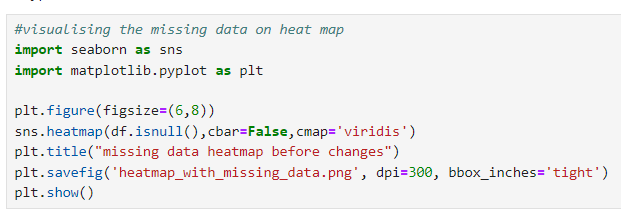 #visualising the missing data on heat map
import seaborn as sns
import matplotlib.pyplot as plt
plt.figure(figsize=(6,8))
sns.heatmap(df.isnull(),cbar=False,cmap='viridis')
plt.title("missing data heatmap before changes")
plt.savefig('heatmap_with_missing_data.png', dpi=300, bbox_inches='tight')
plt.show()